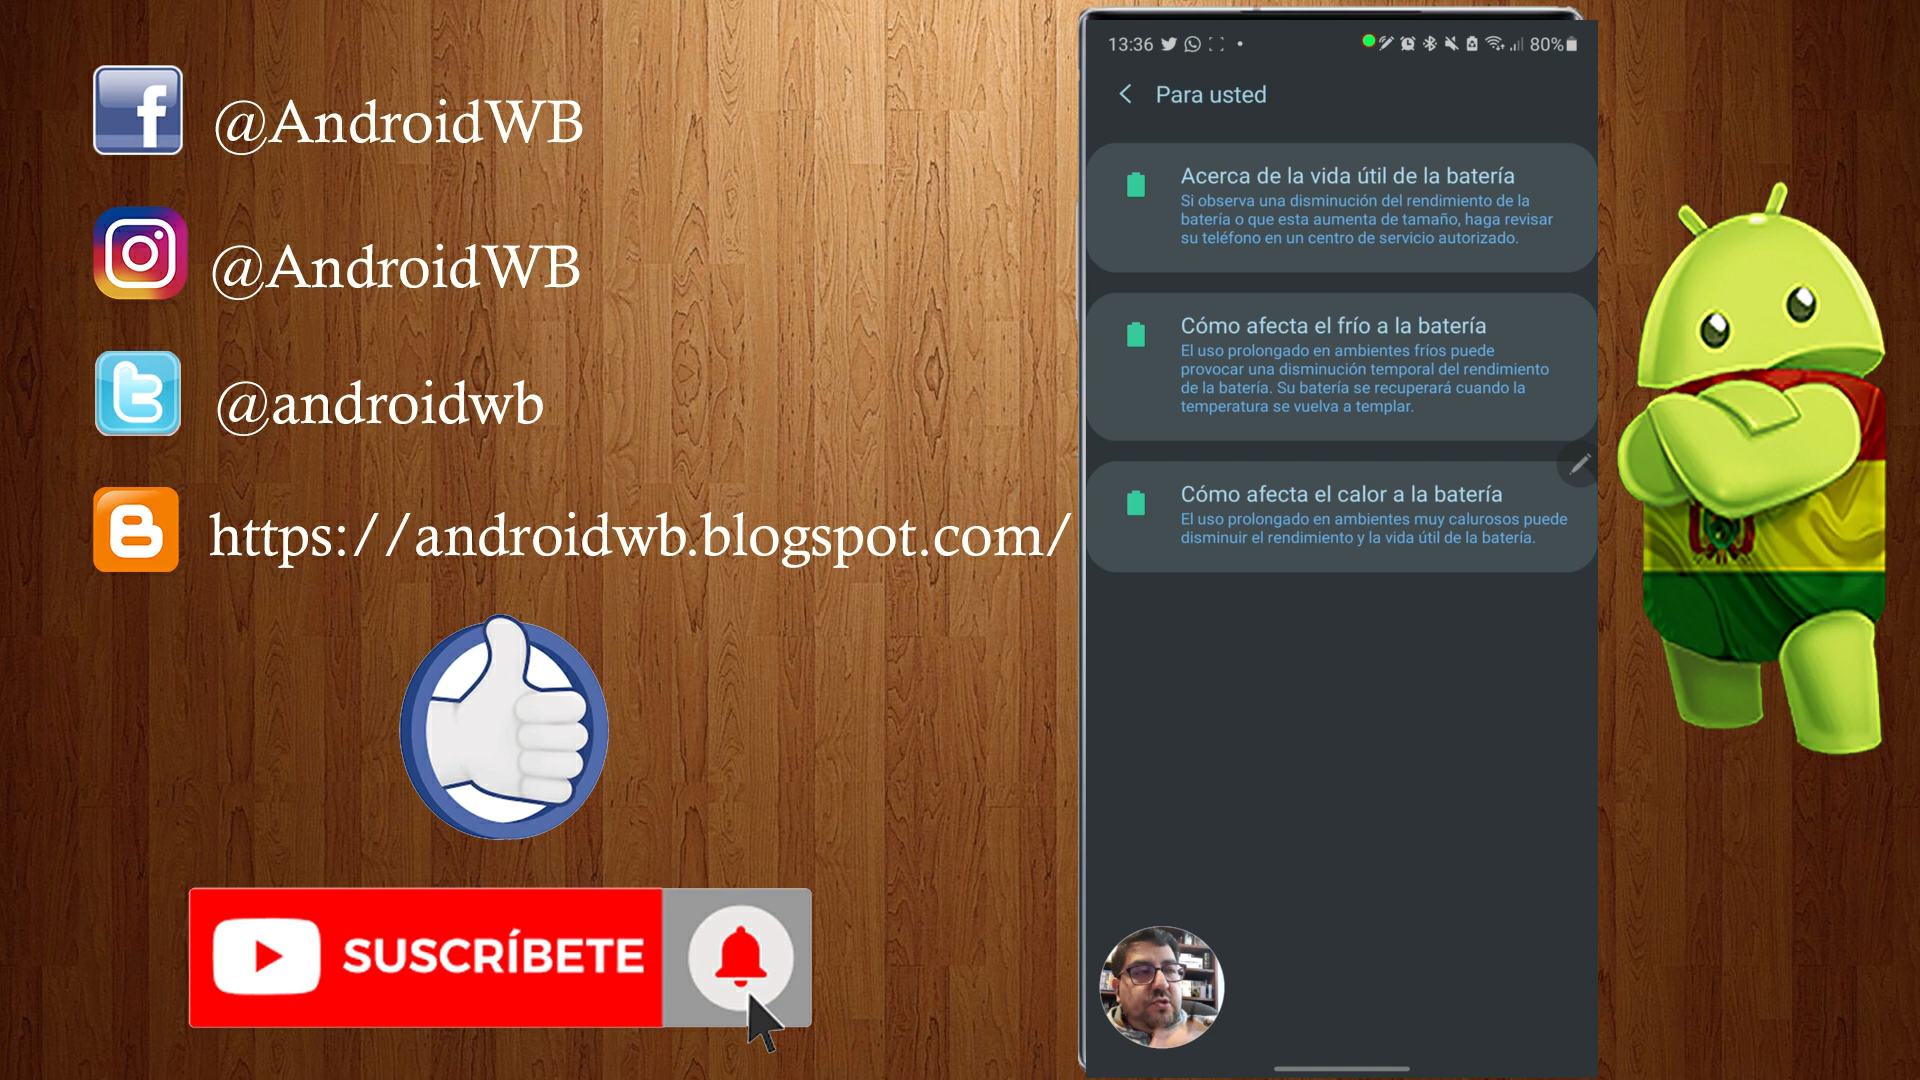 @AndroidWB
@AndroidWB
@androidwb
https://androidwb.blogspot.com/
SUSCRÍBETE
13:36
80%
Para usted
Acerca de la vida útil de la batería
Si observa una disminución del rendimiento de la
batería o que esta aumenta de tamaño, haga revisar
su teléfono en un centro de servicio autorizado.
Cómo afecta el frío a la batería
El uso prolongado en ambientes fríos puede
provocar una disminución temporal del rendimiento
de la batería. Su batería se recuperará cuando la
temperatura se vuelva a templar.
Cómo afecta el calor a la batería
El uso prolongado en ambientes muy calurosos puede
disminuir el rendimiento y la vida útil de la batería.